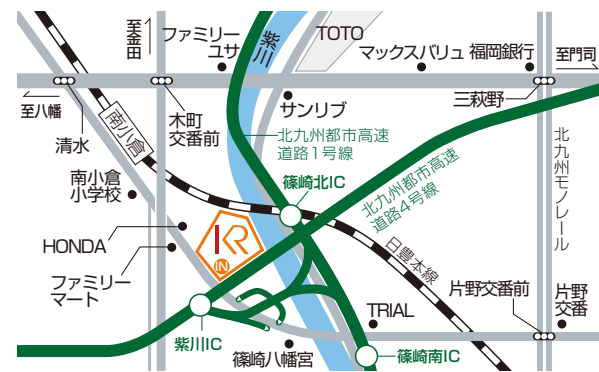 至金田
ファミリー
ユサ
紫川
TOTO
マックスバリュ
福岡銀行
至門司
至八幡
清水
南小倉
木町
交番前
サンリブ
三萩野
北九州都市高速
道路1号線
北九州モノレール
南小倉
小学校
篠崎北IC
北九州都市高速
道路4号線
HONDA
KR
IN
日豊本線
ファミリー
マート
片野交番前
片野
交番
TRIAL
紫川IC
篠崎八幡宮
篠崎南IC